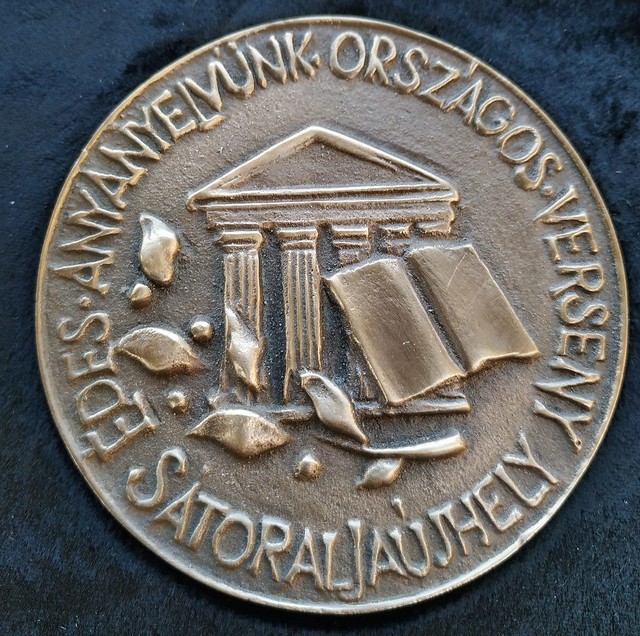 ÉDES · ANYANYELVÜNK · ORSZÁGOS · VERSENY
SÁTORALJAÚJHELY